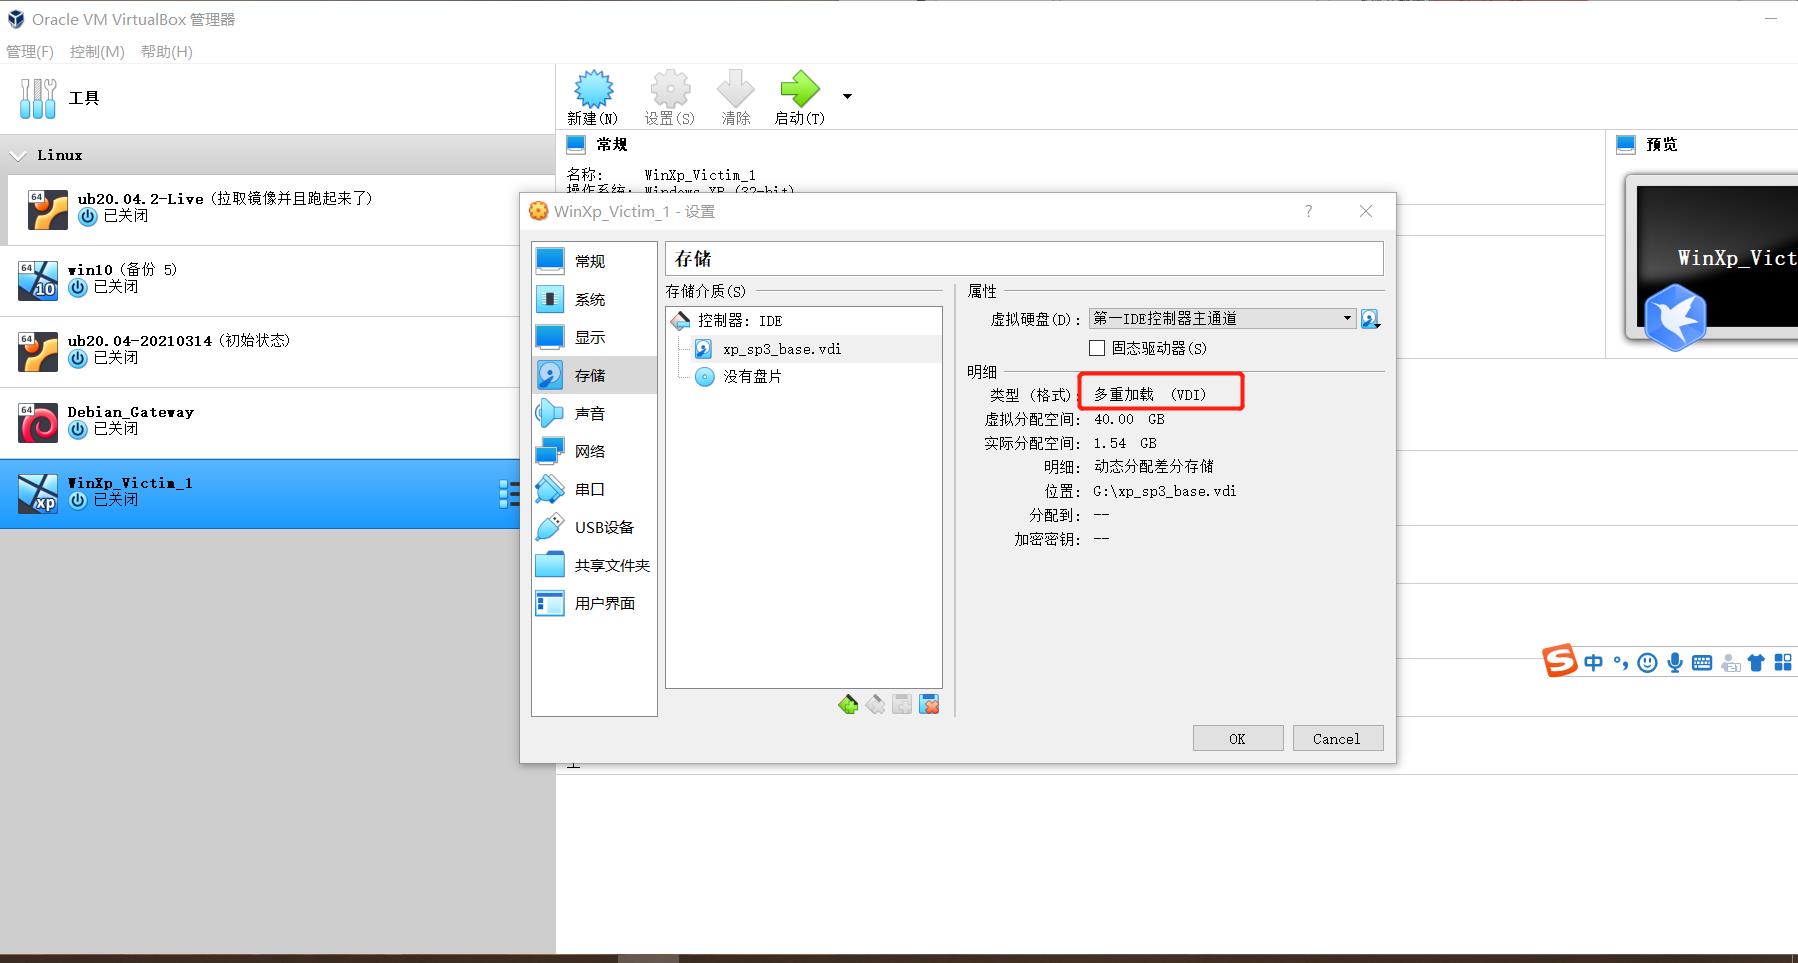 Oracle VM VirtualBox 管理器
管理(F) 控制(M) 帮助(H)
工具
新建(N) 设置(S) 清除 启动(T)
Linux
64
ub20.04.2-Live (拉取镜像并且跑起来了)
已关闭
64
10
win10 (备份 5)
已关闭
64
ub20.04-20210314 (初始状态)
已关闭
64
Debian_Gateway
已关闭
xp
WinXp_Victim_1
已关闭
常规
名称: WinXp_Victim_1
操作系统: Windows XP (32-bit)
预览
WinXp_Vict
WinXp_Victim_1 - 设置
?
常规
系统
显示
存储
声音
网络
串口
USB设备
共享文件夹
用户界面
存储
存储介质(S)
控制器: IDE
xp_sp3_base.vdi
没有盘片
属性
虚拟硬盘(D): 第一IDE控制器主通道
固态驱动器(S)
明细
类型 (格式): 多重加载 (VDI)
虚拟分配空间: 40.00 GB
实际分配空间: 1.54 GB
明细: 动态分配差分存储
位置: G:\xp_sp3_base.vdi
分配到: --
加密密钥: --
OK Cancel
S 中 °,